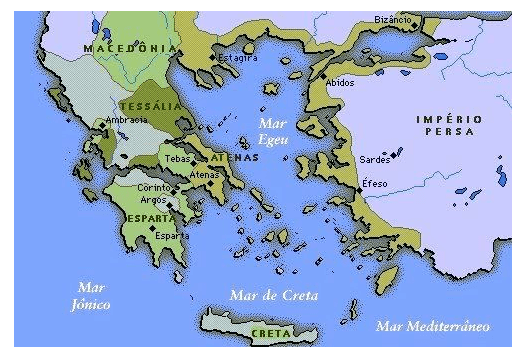 Bizâncio
MACEDÔNIA
Estagira
Abidos
TESSÁLIA
Ambracia
Mar
Egeu
IMPÉRIO
PERSA
Tebas
ATENAS
Sardes
Atenas
Corinto
Éfeso
Argos
ESPARTA
Esparta
Mar
Jônico
Mar de Creta
CRETA
Mar Mediterrâneo